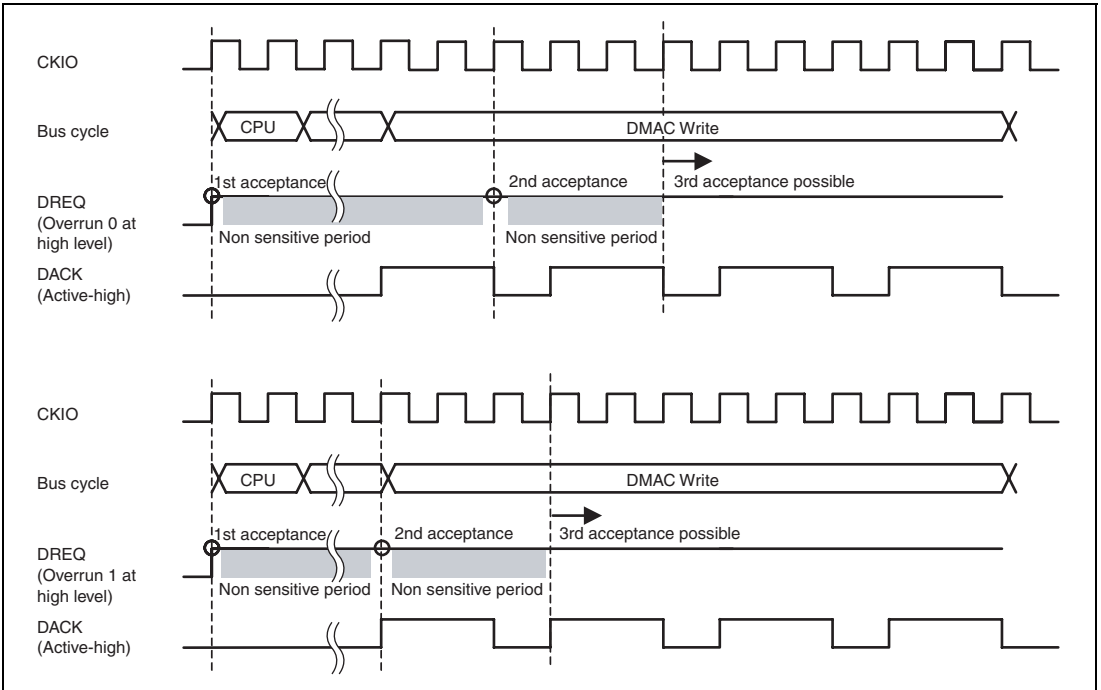 CKIO
Bus cycle
CPU
DMAC Write
1st acceptance
2nd acceptance
3rd acceptance possible
DREQ
(Overrun 0 at
high level)
Non sensitive period
Non sensitive period
DACK
(Active-high)
CKIO
Bus cycle
CPU
DMAC Write
1st acceptance
2nd acceptance
3rd acceptance possible
DREQ
(Overrun 1 at
high level)
Non sensitive period
Non sensitive period
DACK
(Active-high)